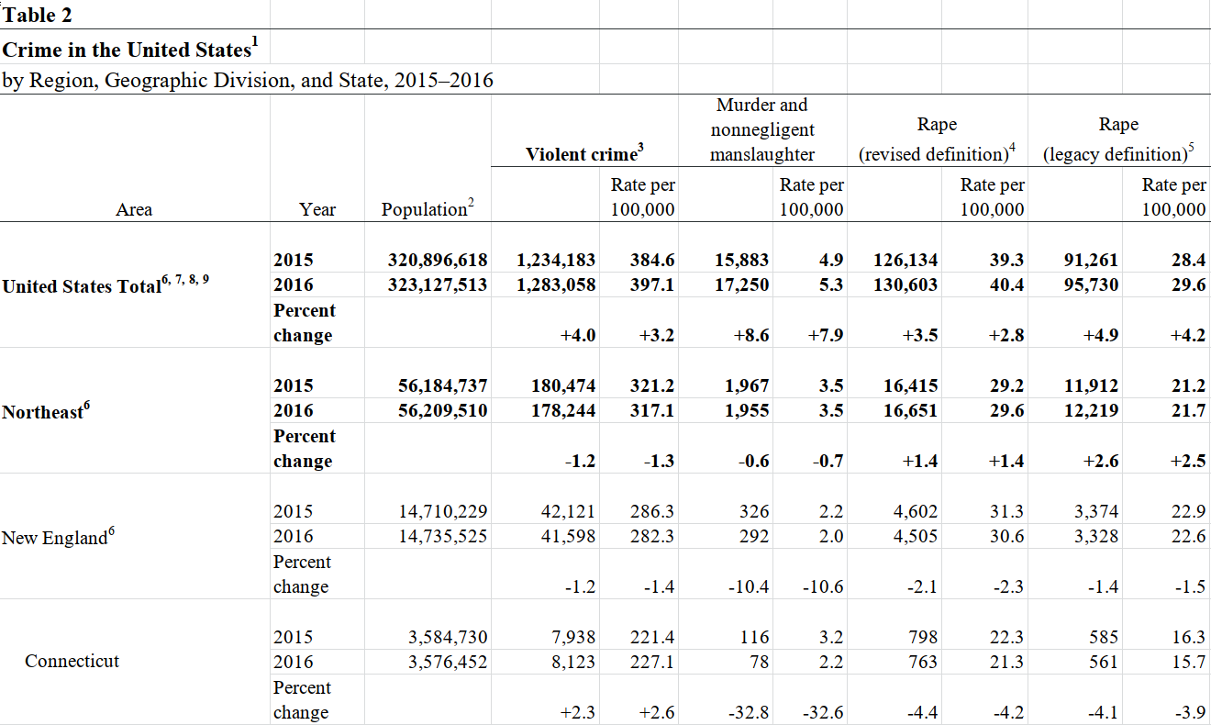 Table 2
Crime in the United States1
by Region, Geographic Division, and State, 2015–2016
Area Year Population2 Violent crime3 Rate per 100,000 Murder and nonnegligent manslaughter Rate per 100,000 Rape (revised definition)4 Rate per 100,000 Rape (legacy definition)5 Rate per 100,000
United States Total6, 7, 8, 9
2015 320,896,618 1,234,183 384.6 15,883 4.9 126,134 39.3 91,261 28.4
2016 323,127,513 1,283,058 397.1 17,250 5.3 130,603 40.4 95,730 29.6
Percent change +4.0 +3.2 +8.6 +7.9 +3.5 +2.8 +4.9 +4.2
Northeast6
2015 56,184,737 180,474 321.2 1,967 3.5 16,415 29.2 11,912 21.2
2016 56,209,510 178,244 317.1 1,955 3.5 16,651 29.6 12,219 21.7
Percent change -1.2 -1.3 -0.6 -0.7 +1.4 +1.4 +2.6 +2.5
New England6
2015 14,710,229 42,121 286.3 326 2.2 4,602 31.3 3,374 22.9
2016 14,735,525 41,598 282.3 292 2.0 4,505 30.6 3,328 22.6
Percent change -1.2 -1.4 -10.4 -10.6 -2.1 -2.3 -1.4 -1.5
Connecticut
2015 3,584,730 7,938 221.4 116 3.2 798 22.3 585 16.3
2016 3,576,452 8,123 227.1 78 2.2 763 21.3 561 15.7
Percent change +2.3 +2.6 -32.8 -32.6 -4.4 -4.2 -4.1 -3.9